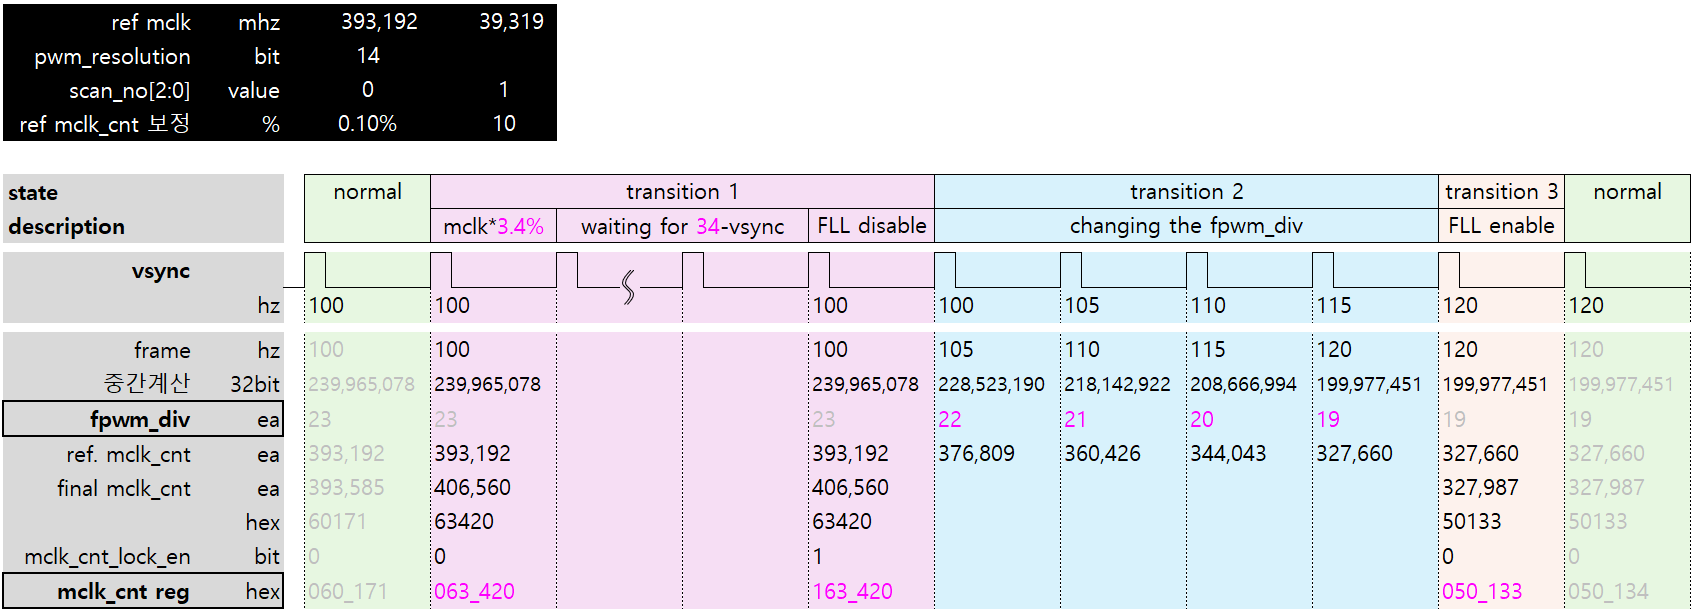 ref mclk mhz 393,192 39,319
pwm_resolution bit 14
scan_no[2:0] value 0 1
ref mclk_cnt 보정 % 0.10% 10
state normal transition 1 transition 2 transition 3 normal
description mclk*3.4% waiting for 34-vsync FLL disable changing the fpwm_div FLL enable
vsync
hz 100 100 100 100 105 110 115 120 120
frame hz 100 100 100 105 110 115 120 120 120
중간계산 32bit 239,965,078 239,965,078 239,965,078 228,523,190 218,142,922 208,666,994 199,977,451 199,977,451 199,977,451
fpwm_div ea 23 23 23 22 21 20 19 19 19
ref. mclk_cnt ea 393,192 393,192 393,192 376,809 360,426 344,043 327,660 327,660 327,660
final mclk_cnt ea 393,585 406,560 406,560 327,987 327,987
hex 60171 63420 63420 50133 50133
mclk_cnt_lock_en bit 0 0 1 0 0
mclk_cnt reg hex 060_171 063_420 163_420 050_133 050_134